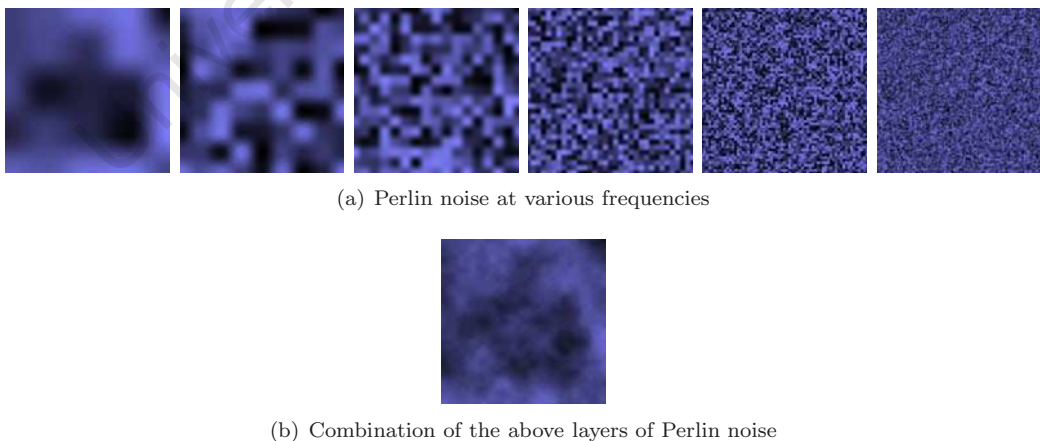 (a) Perlin noise at various frequencies
(b) Combination of the above layers of Perlin noise